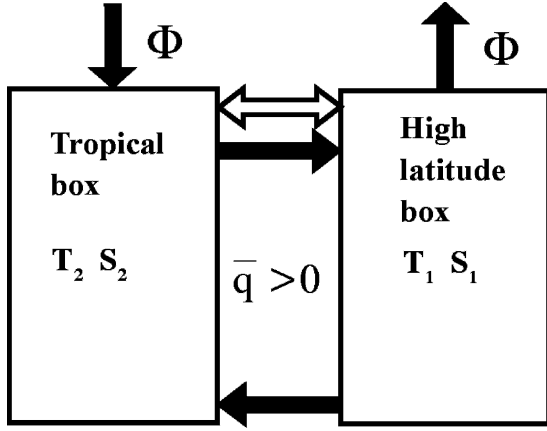 Φ
Φ
Tropical
box
T₂ S₂
q̅ >0
High
latitude
box
T₁ S₁